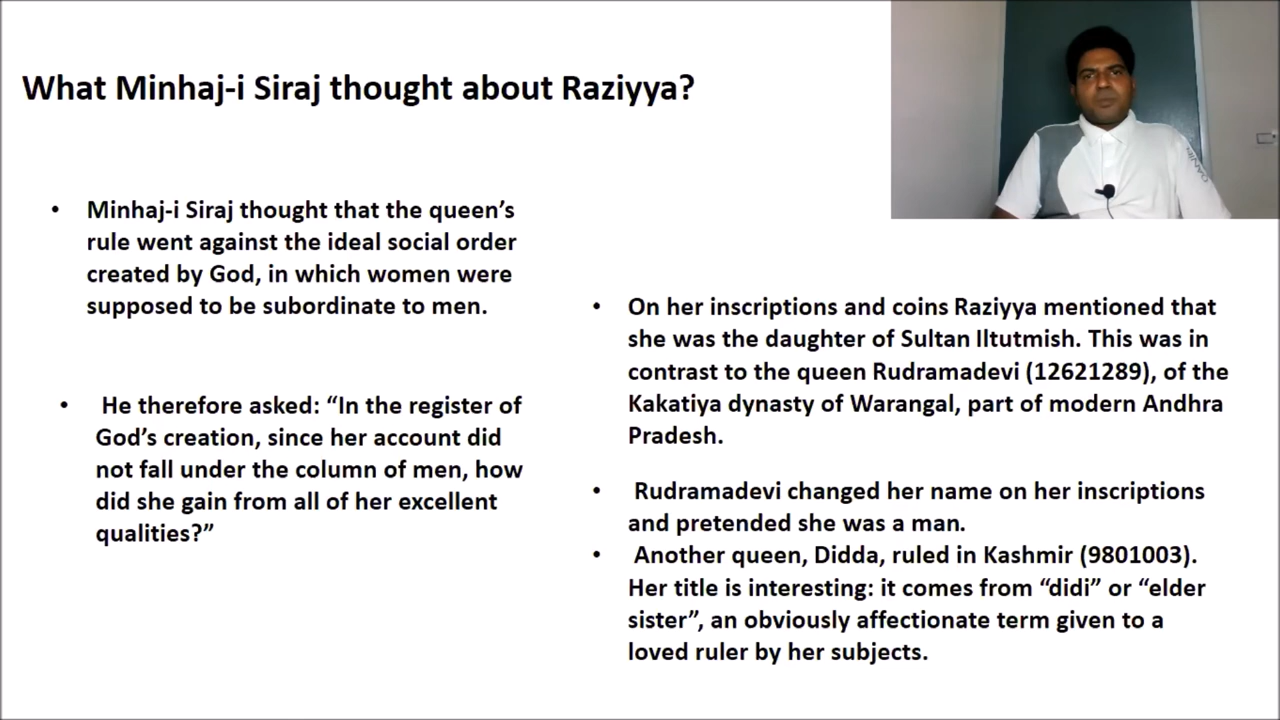 What Minhaj-i Siraj thought about Raziyya?
• Minhaj-i Siraj thought that the queen’s
rule went against the ideal social order
created by God, in which women were
supposed to be subordinate to men.
• He therefore asked: “In the register of
God’s creation, since her account did
not fall under the column of men, how
did she gain from all of her excellent
qualities?”
• On her inscriptions and coins Raziyya mentioned that
she was the daughter of Sultan Iltutmish. This was in
contrast to the queen Rudramadevi (12621289), of the
Kakatiya dynasty of Warangal, part of modern Andhra
Pradesh.
• Rudramadevi changed her name on her inscriptions
and pretended she was a man.
• Another queen, Didda, ruled in Kashmir (9801003).
Her title is interesting: it comes from “didi” or “elder
sister”, an obviously affectionate term given to a
loved ruler by her subjects.